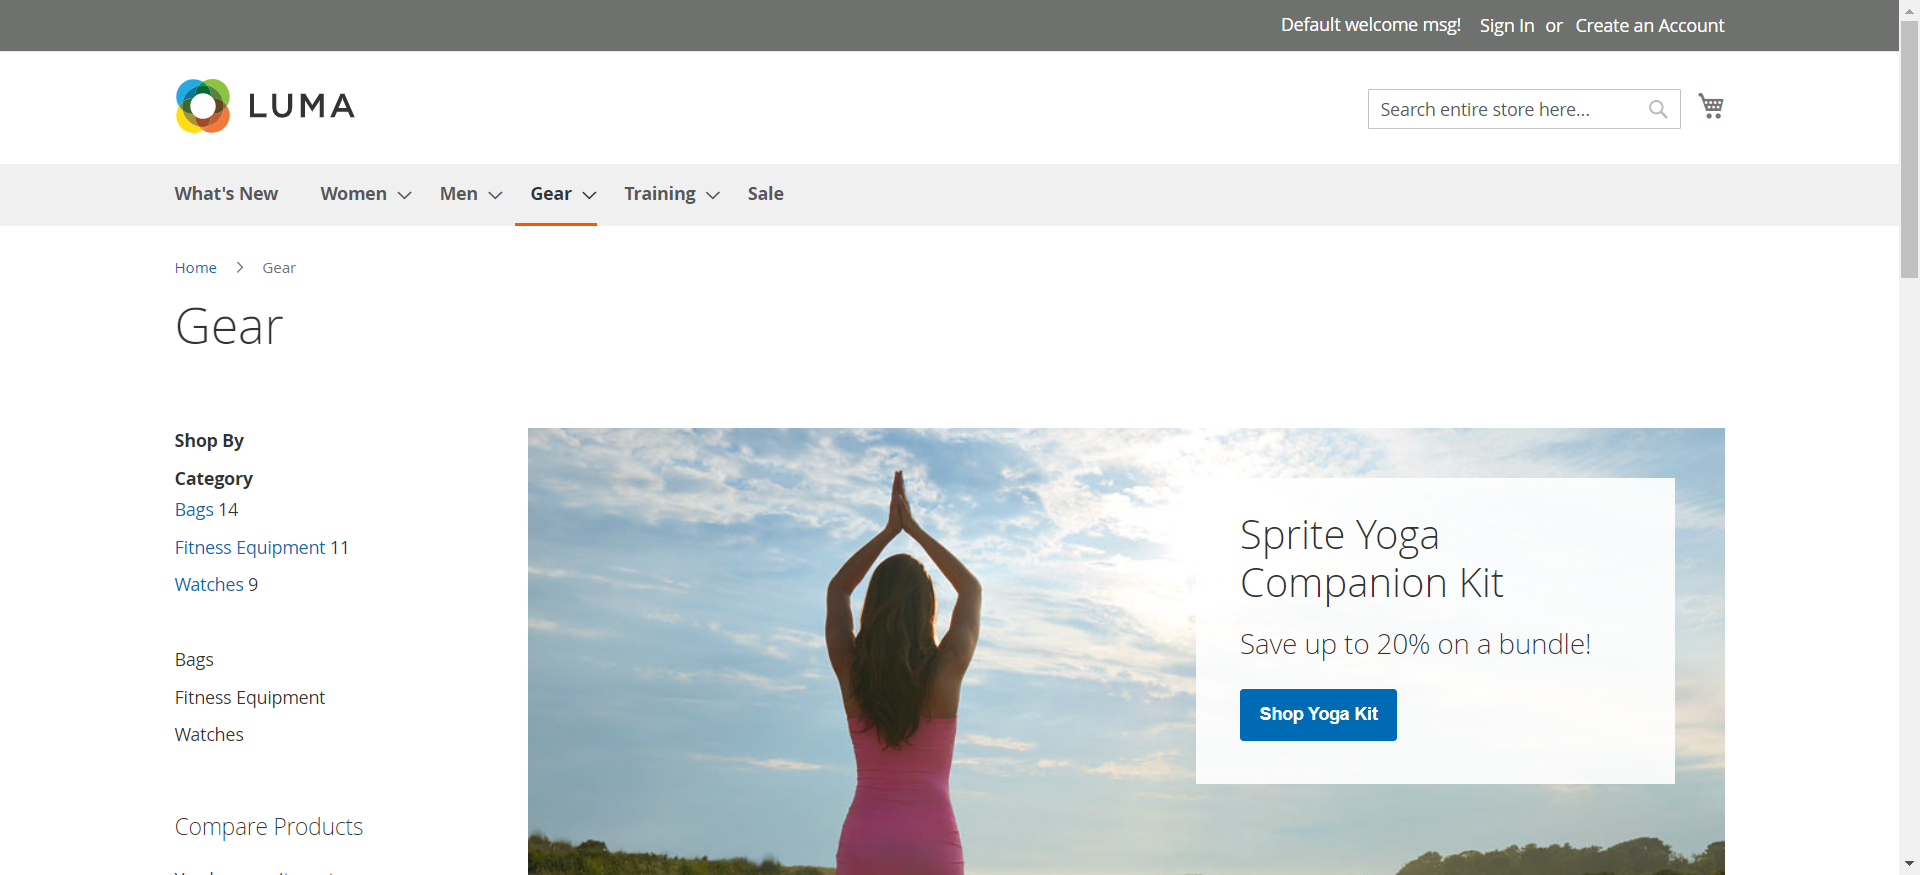 Default welcome msg! Sign In or Create an Account
LUMA
Search entire store here...
What's New Women Men Gear Training Sale
Home Gear
Gear
Shop By
Category
Bags 14
Fitness Equipment 11
Watches 9
Bags
Fitness Equipment
Watches
Compare Products
Sprite Yoga
Companion Kit
Save up to 20% on a bundle!
Shop Yoga Kit